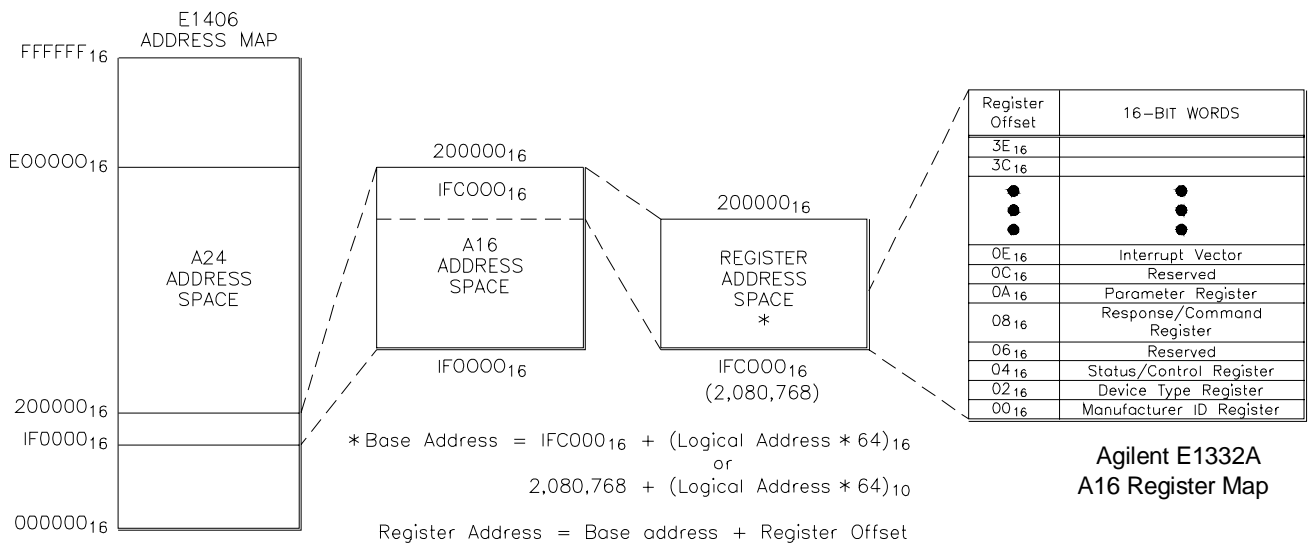 E1406
ADDRESS MAP
FFFFFF16
E0000016
A24
ADDRESS
SPACE
20000016
IF000016
00000016
20000016
IFC00016
A16
ADDRESS
SPACE
IF000016
20000016
REGISTER
ADDRESS
SPACE
*
IFC00016
(2,080,768)
Register
Offset
16-BIT WORDS
3E16
3C16
0E16 Interrupt Vector
0C16 Reserved
0A16 Parameter Register
0816 Response/Command
Register
0616 Reserved
0416 Status/Control Register
0216 Device Type Register
0016 Manufacturer ID Register
* Base Address = IFC00016 + (Logical Address * 64)16
or
2,080,768 + (Logical Address * 64)10
Register Address = Base address + Register Offset
Agilent E1332A
A16 Register Map